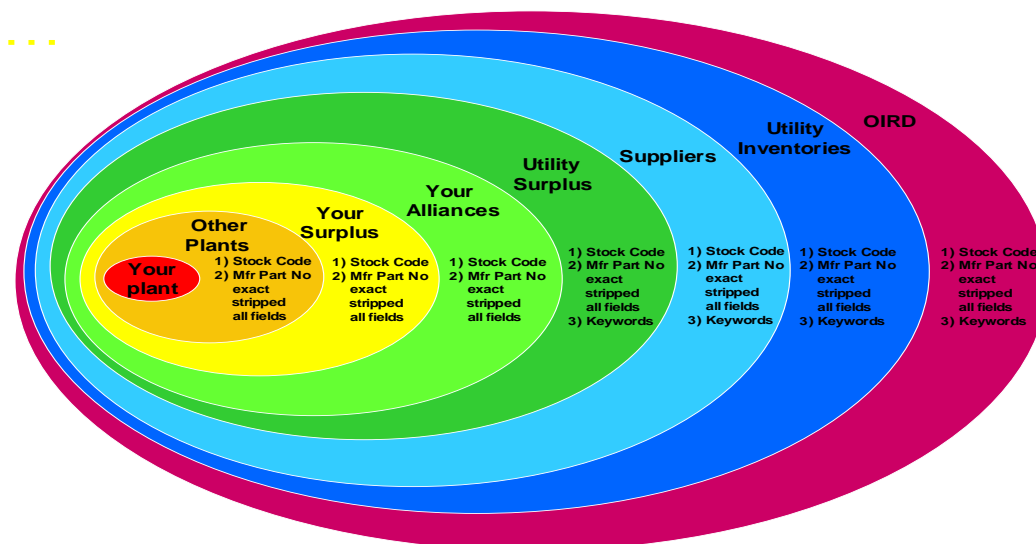 OIRD
Utility
Inventories
Suppliers
Utility
Surplus
Your
Alliances
Your
Surplus
Other
Plants
Your
plant
1) Stock Code
2) Mfr Part No
exact
stripped
all fields
1) Stock Code
2) Mfr Part No
exact
stripped
all fields
1) Stock Code
2) Mfr Part No
exact
stripped
all fields
1) Stock Code
2) Mfr Part No
exact
stripped
all fields
3) Keywords
1) Stock Code
2) Mfr Part No
exact
stripped
all fields
3) Keywords
1) Stock Code
2) Mfr Part No
exact
stripped
all fields
3) Keywords
1) Stock Code
2) Mfr Part No
exact
stripped
all fields
3) Keywords